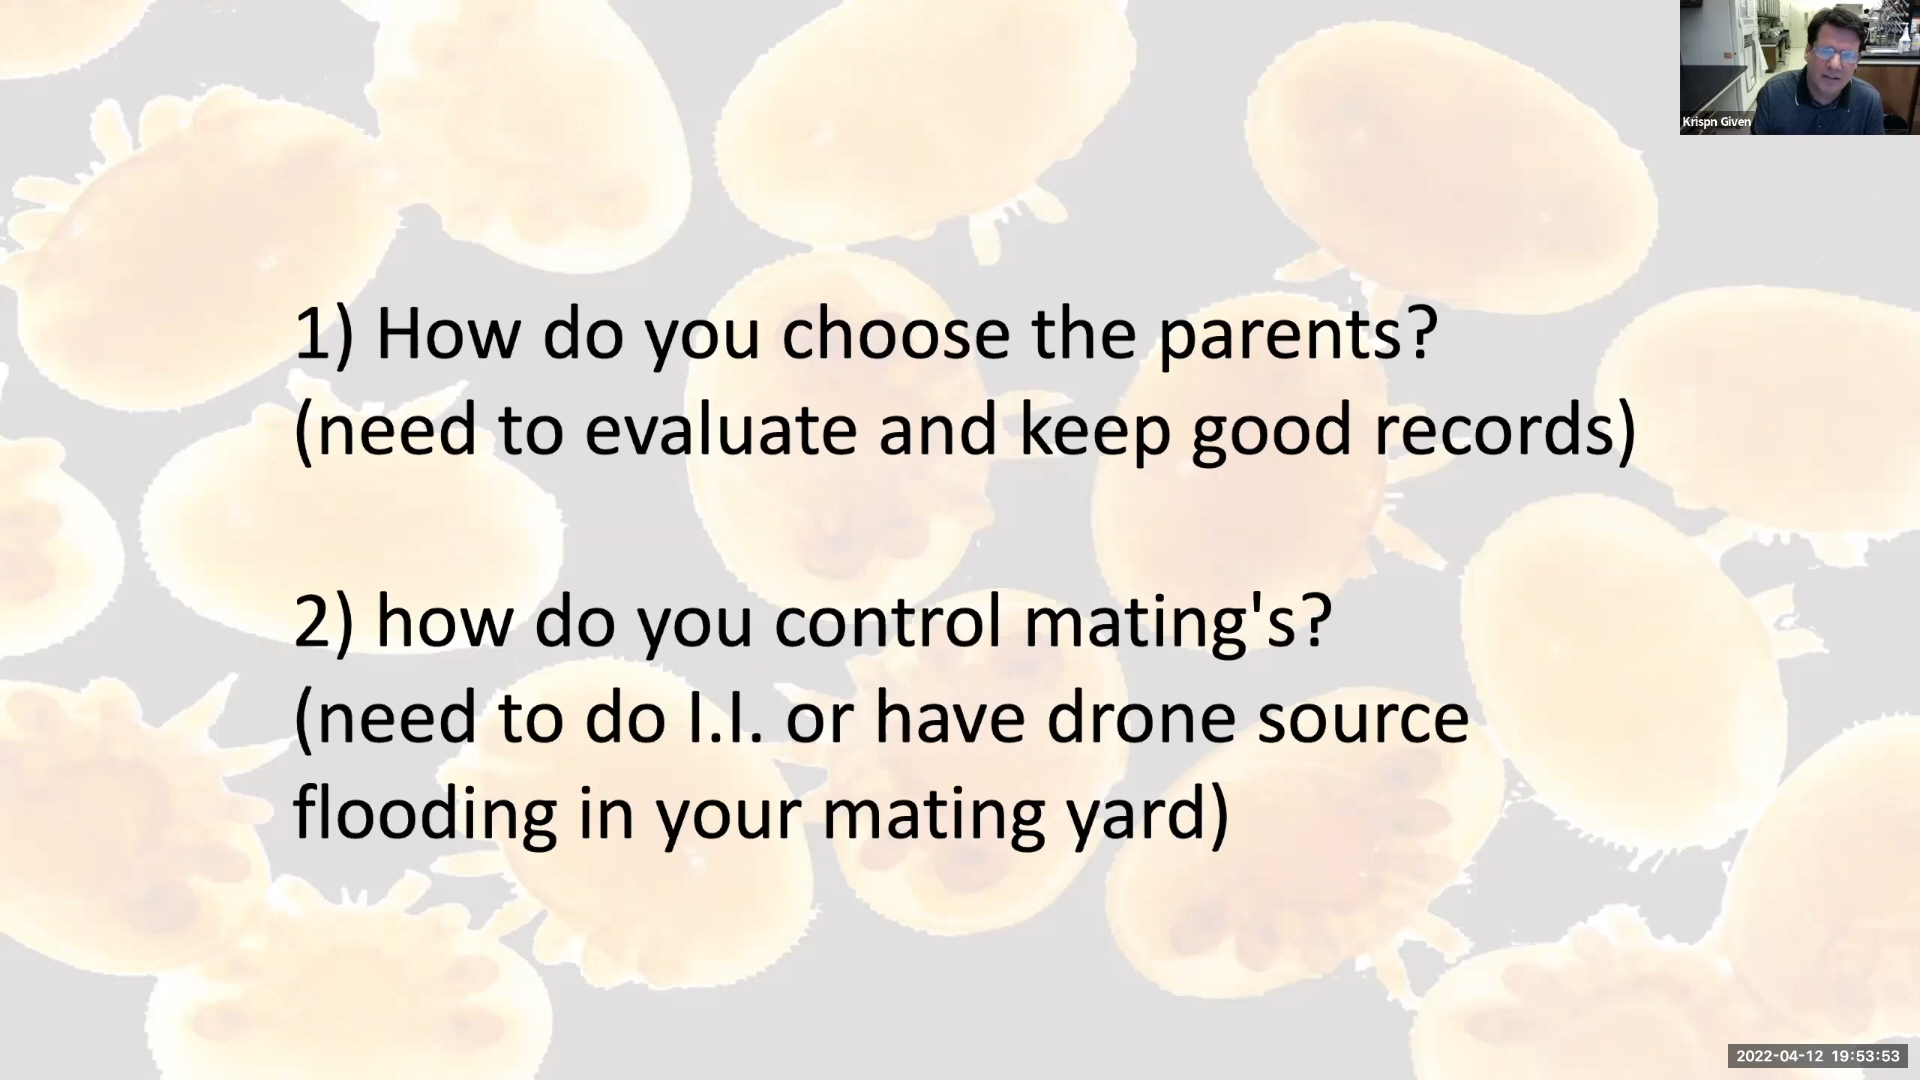 Krispn Given
1) How do you choose the parents?
(need to evaluate and keep good records)
2) how do you control mating's?
(need to do I.I. or have drone source
flooding in your mating yard)
2022-04-12 19:53:53